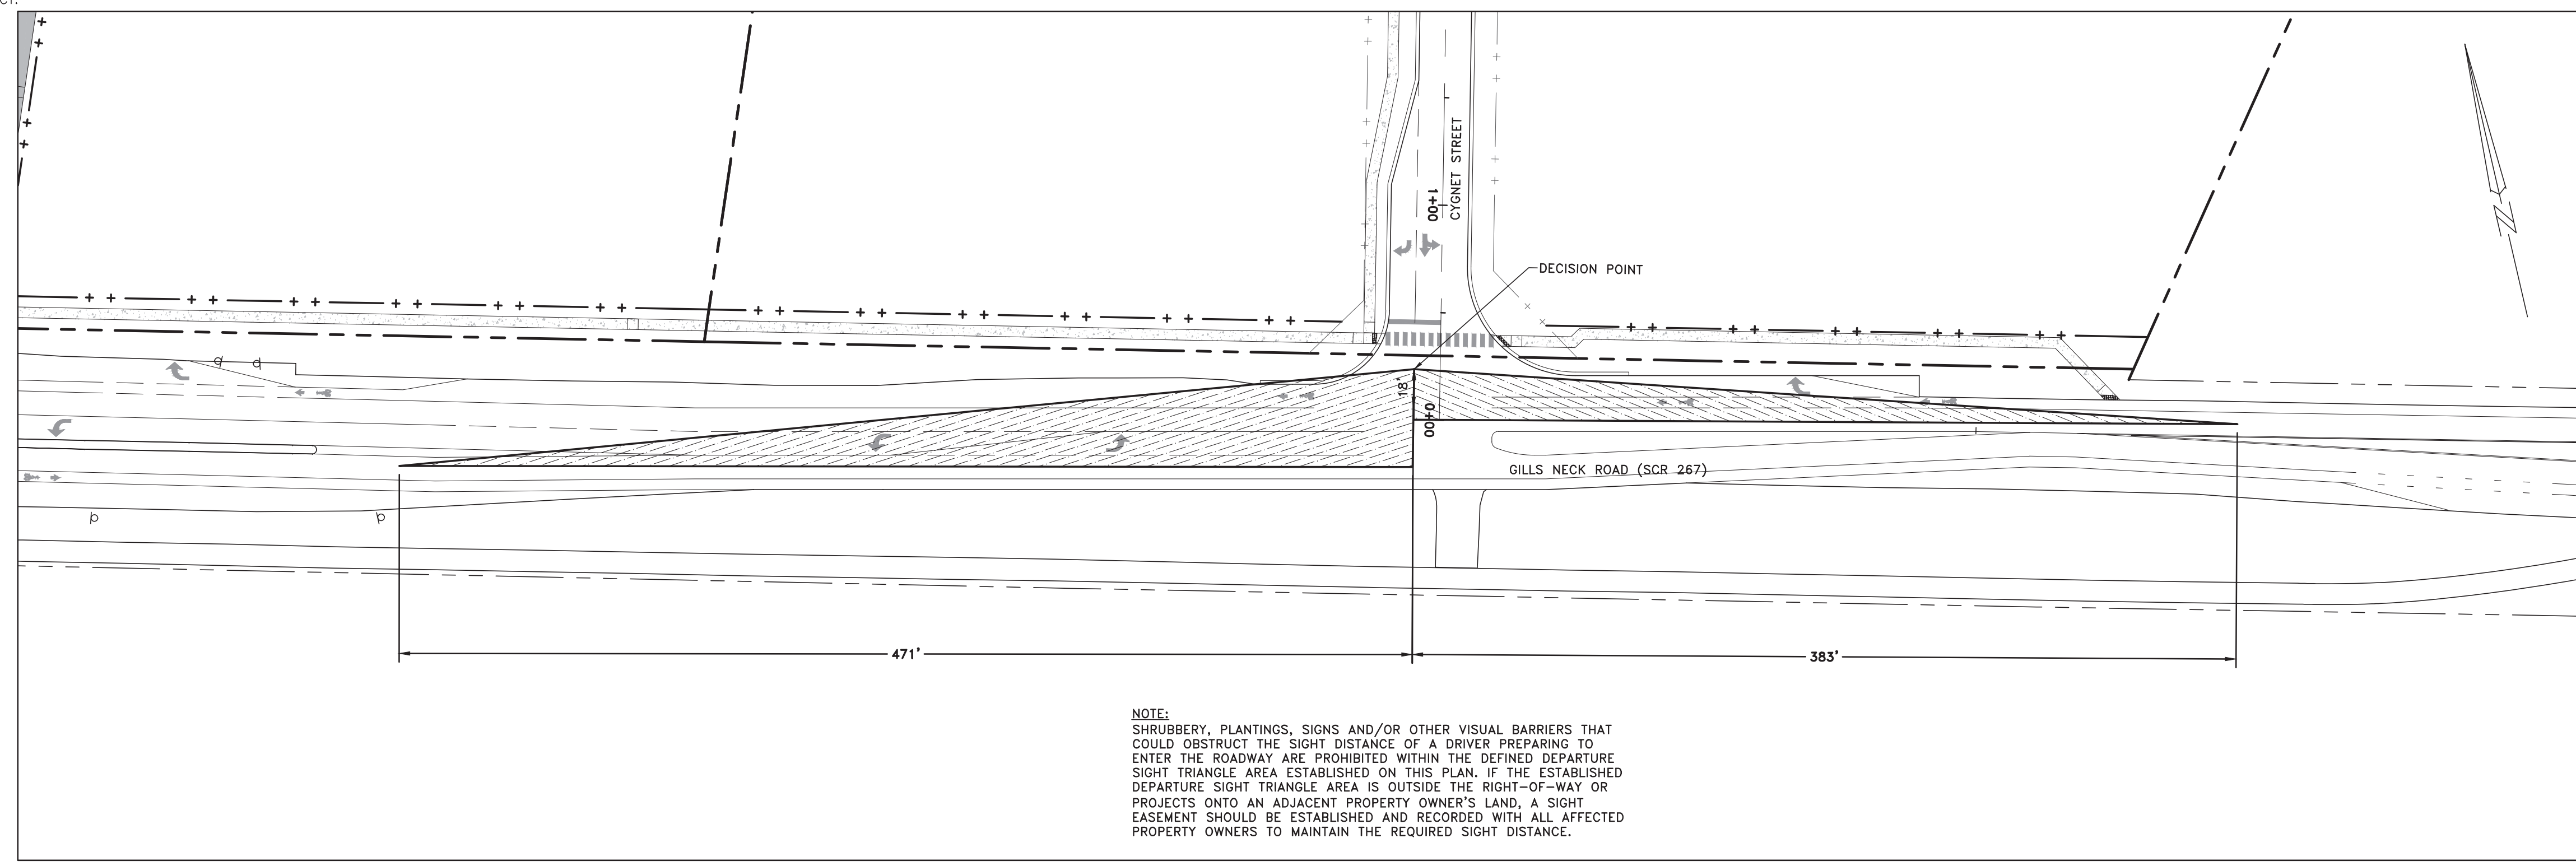 CT.
CYGNET STREET
1+00
DECISION POINT
18'
0+00
GILLS NECK ROAD (SCR 267)
N
471'
383'
NOTE:
SHRUBBERY, PLANTINGS, SIGNS AND/OR OTHER VISUAL BARRIERS THAT
COULD OBSTRUCT THE SIGHT DISTANCE OF A DRIVER PREPARING TO
ENTER THE ROADWAY ARE PROHIBITED WITHIN THE DEFINED DEPARTURE
SIGHT TRIANGLE AREA ESTABLISHED ON THIS PLAN. IF THE ESTABLISHED
DEPARTURE SIGHT TRIANGLE AREA IS OUTSIDE THE RIGHT-OF-WAY OR
PROJECTS ONTO AN ADJACENT PROPERTY OWNER'S LAND, A SIGHT
EASEMENT SHOULD BE ESTABLISHED AND RECORDED WITH ALL AFFECTED
PROPERTY OWNERS TO MAINTAIN THE REQUIRED SIGHT DISTANCE.